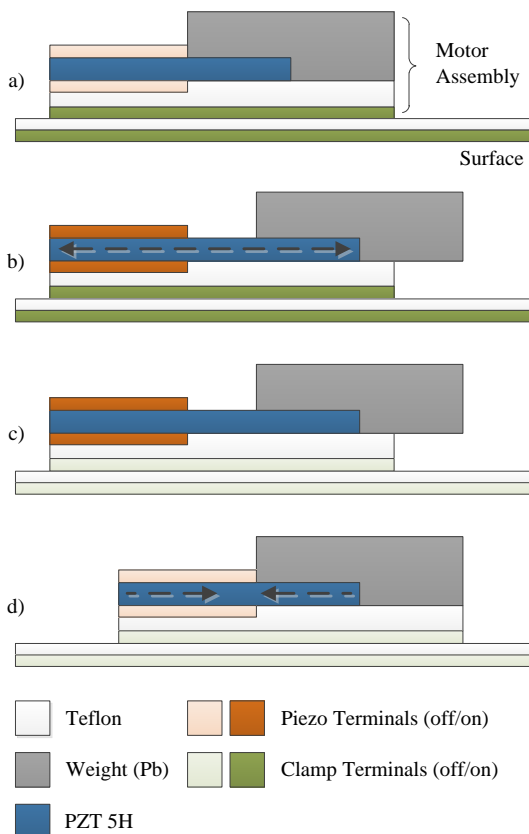 a)
Motor
Assembly
Surface
b)
c)
d)
Teflon
Piezo Terminals (off/on)
Weight (Pb)
Clamp Terminals (off/on)
PZT 5H